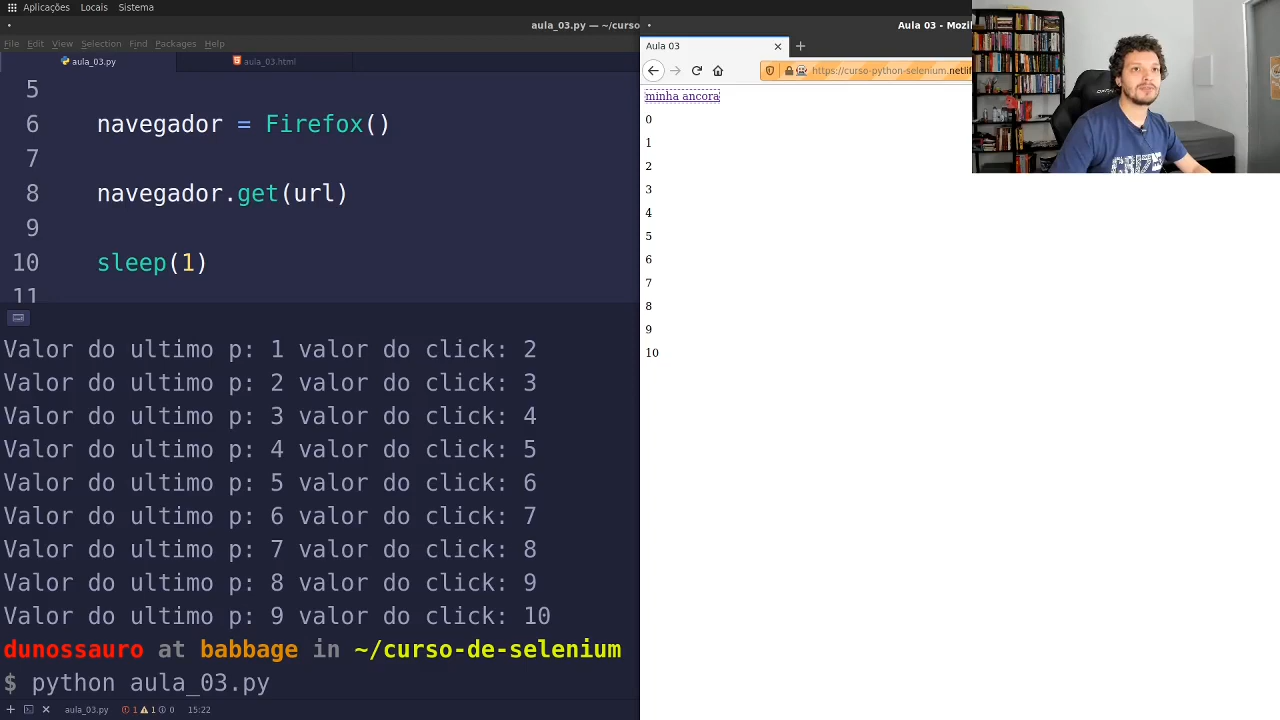 Aplicações Locais Sistema
aula_03.py — ~/curso
File Edit View Selection Find Packages Help
aula_03.py aula_03.html
5
6 navegador = Firefox()
7
8 navegador.get(url)
9
10 sleep(1)
11
Valor do ultimo p: 1 valor do click: 2
Valor do ultimo p: 2 valor do click: 3
Valor do ultimo p: 3 valor do click: 4
Valor do ultimo p: 4 valor do click: 5
Valor do ultimo p: 5 valor do click: 6
Valor do ultimo p: 6 valor do click: 7
Valor do ultimo p: 7 valor do click: 8
Valor do ultimo p: 8 valor do click: 9
Valor do ultimo p: 9 valor do click: 10
dunossauro at babbage in ~/curso-de-selenium
$ python aula_03.py
aula_03.py 1 1 0 15:22
Aula 03 - Mozil
Aula 03
https://curso-python-selenium.netlif
minha ancora
0
1
2
3
4
5
6
7
8
9
10